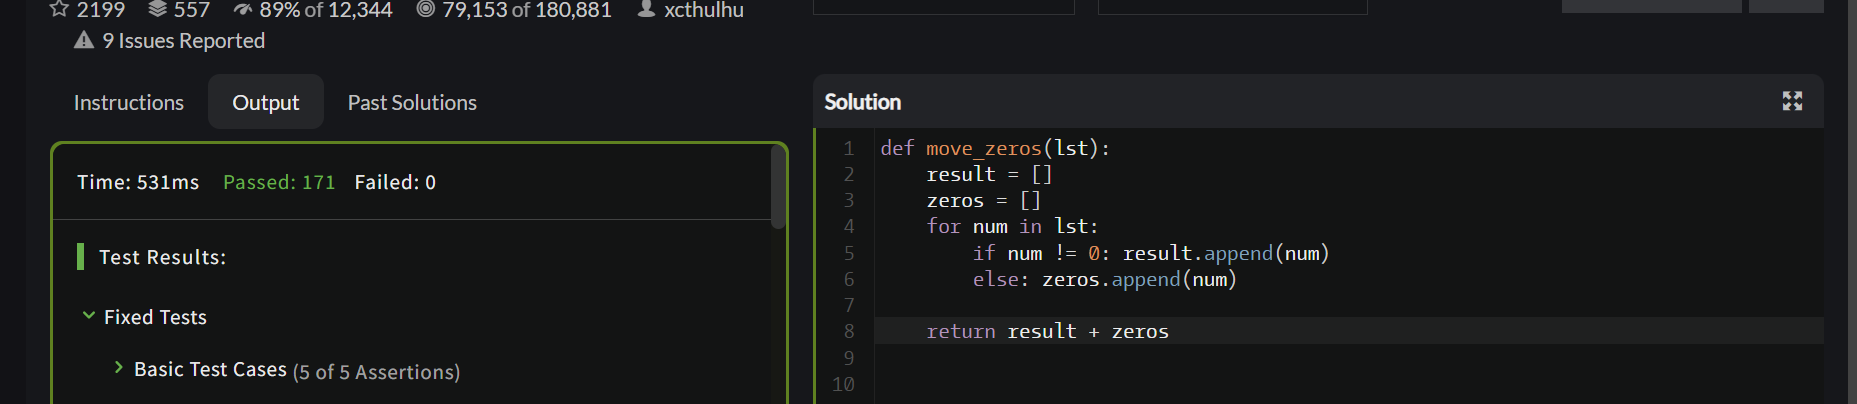 2199 557 89% of 12,344 79,153 of 180,881 xcthulhu
9 Issues Reported
Instructions Output Past Solutions
Time: 531ms Passed: 171 Failed: 0
Test Results:
Fixed Tests
Basic Test Cases (5 of 5 Assertions)
Solution
1 def move_zeros(lst):
2 result = []
3 zeros = []
4 for num in lst:
5 if num != 0: result.append(num)
6 else: zeros.append(num)
7
8 return result + zeros
9
10